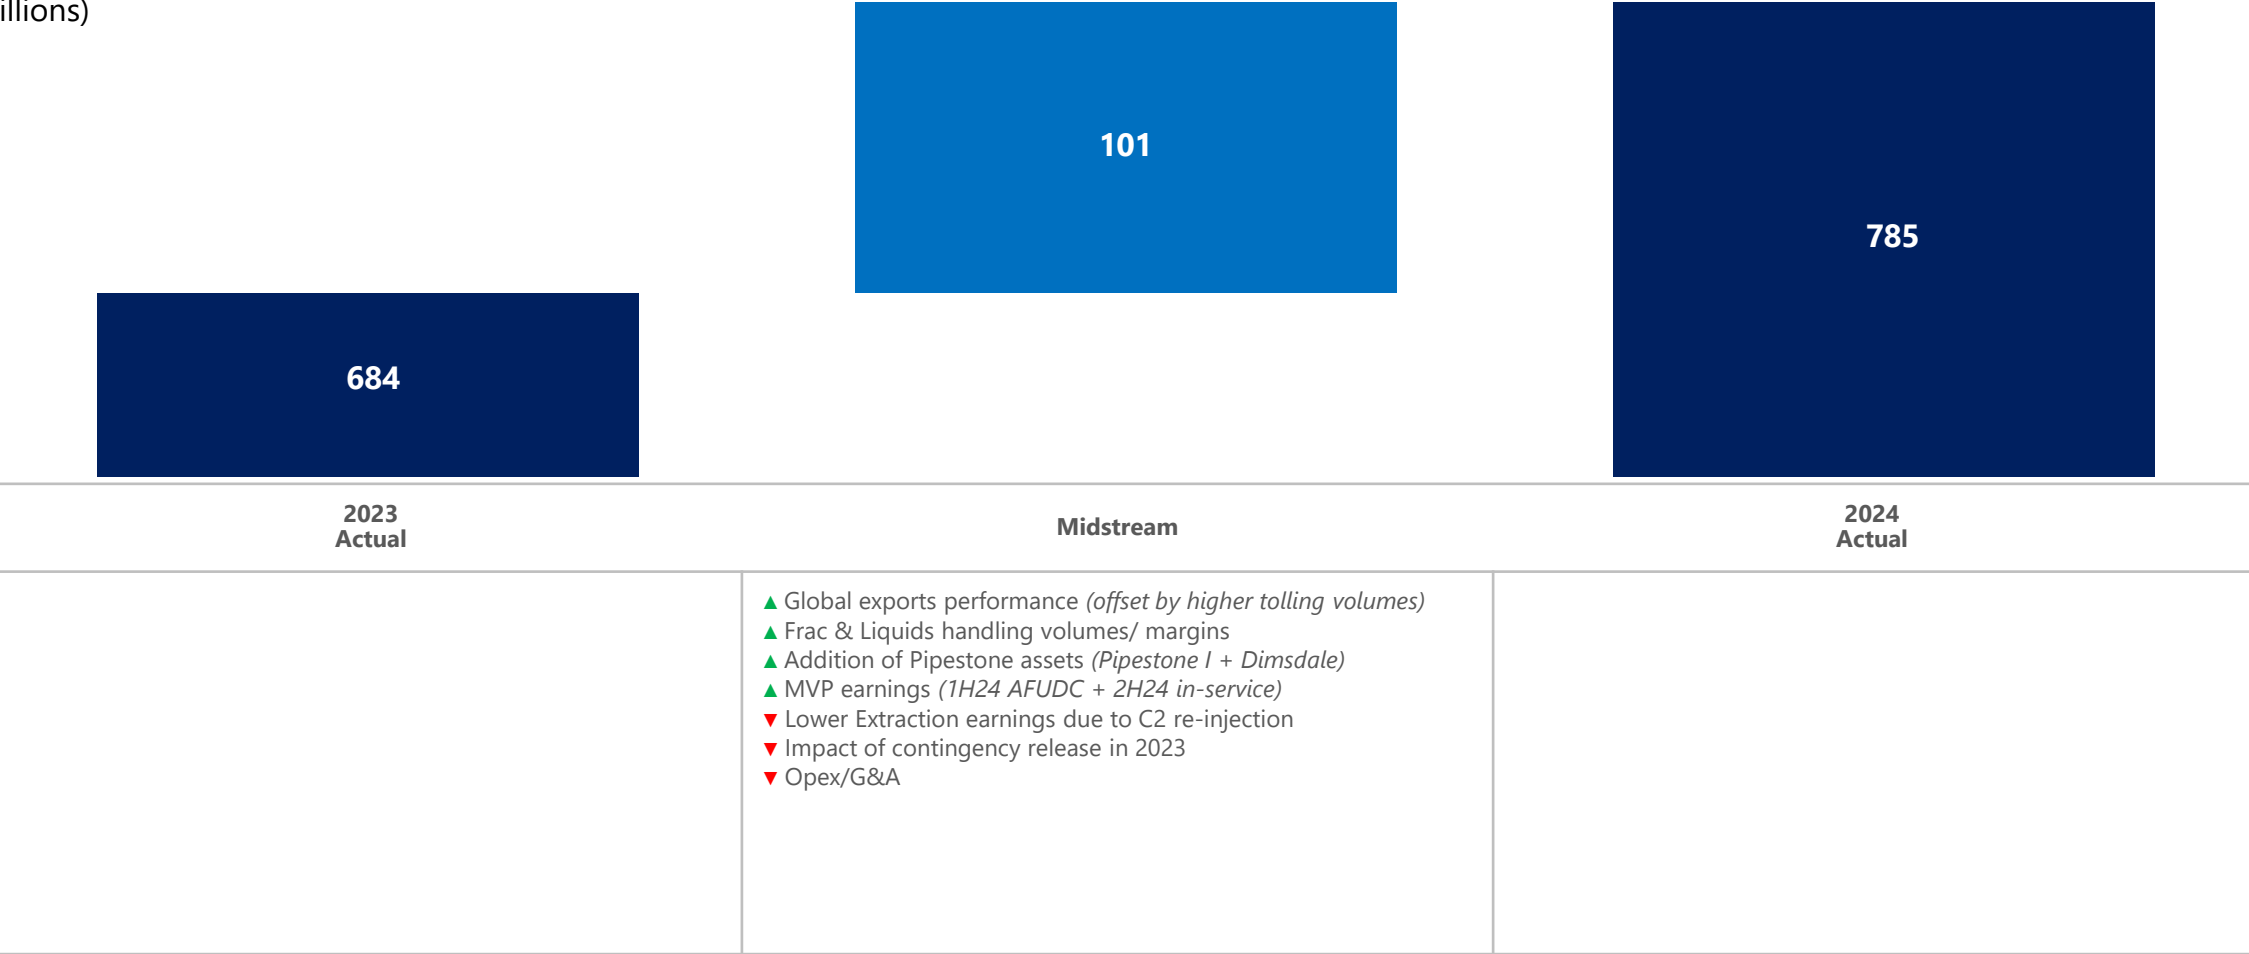 illions)
101
785
684
2023
Actual
Midstream
2024
Actual
▲ Global exports performance (offset by higher tolling volumes)
▲ Frac & Liquids handling volumes/ margins
▲ Addition of Pipestone assets (Pipestone I + Dimsdale)
▲ MVP earnings (1H24 AFUDC + 2H24 in-service)
▼ Lower Extraction earnings due to C2 re-injection
▼ Impact of contingency release in 2023
▼ Opex/G&A